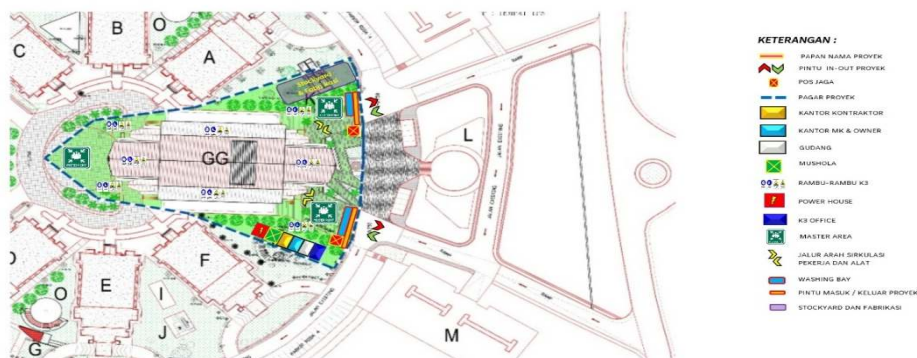 B
O
C
A
Stockyard
& Fabrikasi
GG
L
F
E
O
I
J
G
M
KETERANGAN :
PAPAN NAMA PROYEK
PINTU IN-OUT PROYEK
POS JAGA
PAGAR PROYEK
KANTOR KONTRAKTOR
KANTOR MK & OWNER
GUDANG
MUSHOLA
RAMBU-RAMBU K3
POWER HOUSE
K3 OFFICE
MASTER AREA
JALUR ARAH SIRKULASI
PEKERJA DAN ALAT
WASHING BAY
PINTU MASUK / KELUAR PROYEK
STOCKYARD DAN FABRIKASI